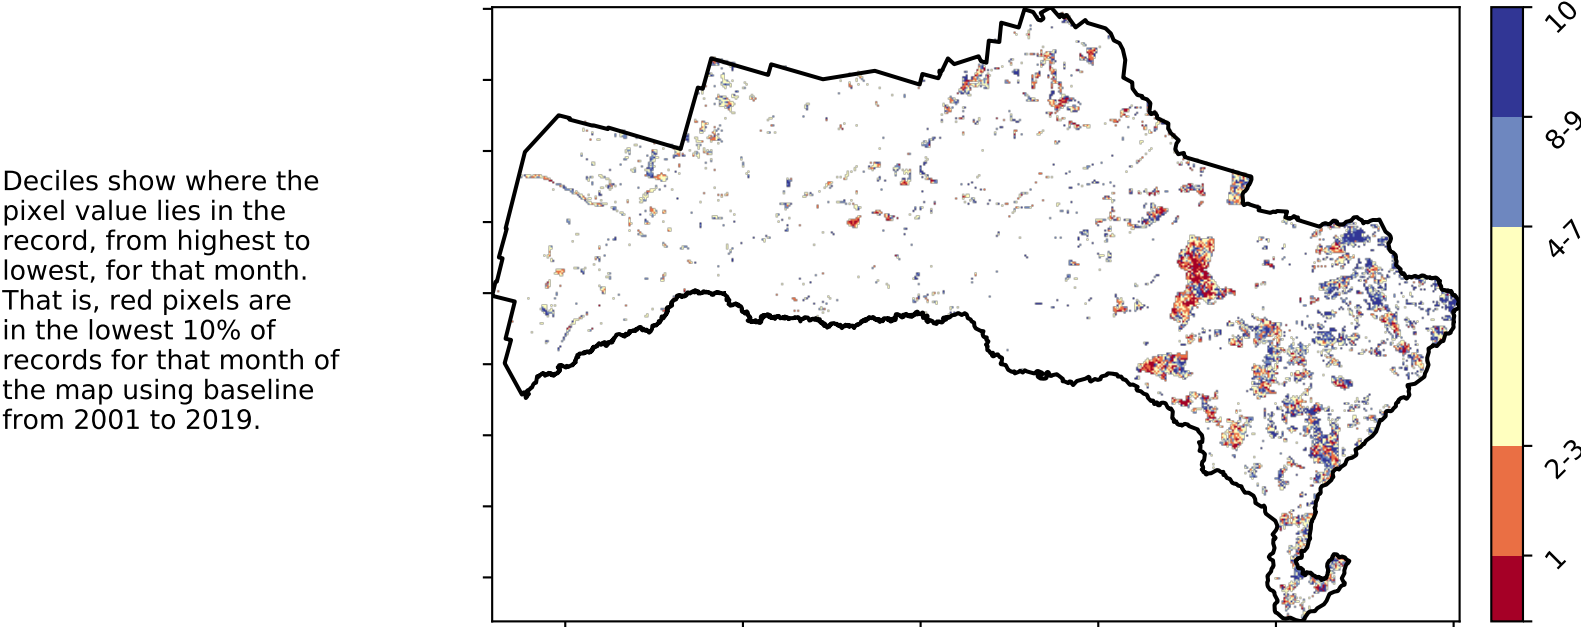 Deciles show where the
pixel value lies in the
record, from highest to
lowest, for that month.
That is, red pixels are
in the lowest 10% of
records for that month of
the map using baseline
from 2001 to 2019.
10
8-9
4-7
2-3
1